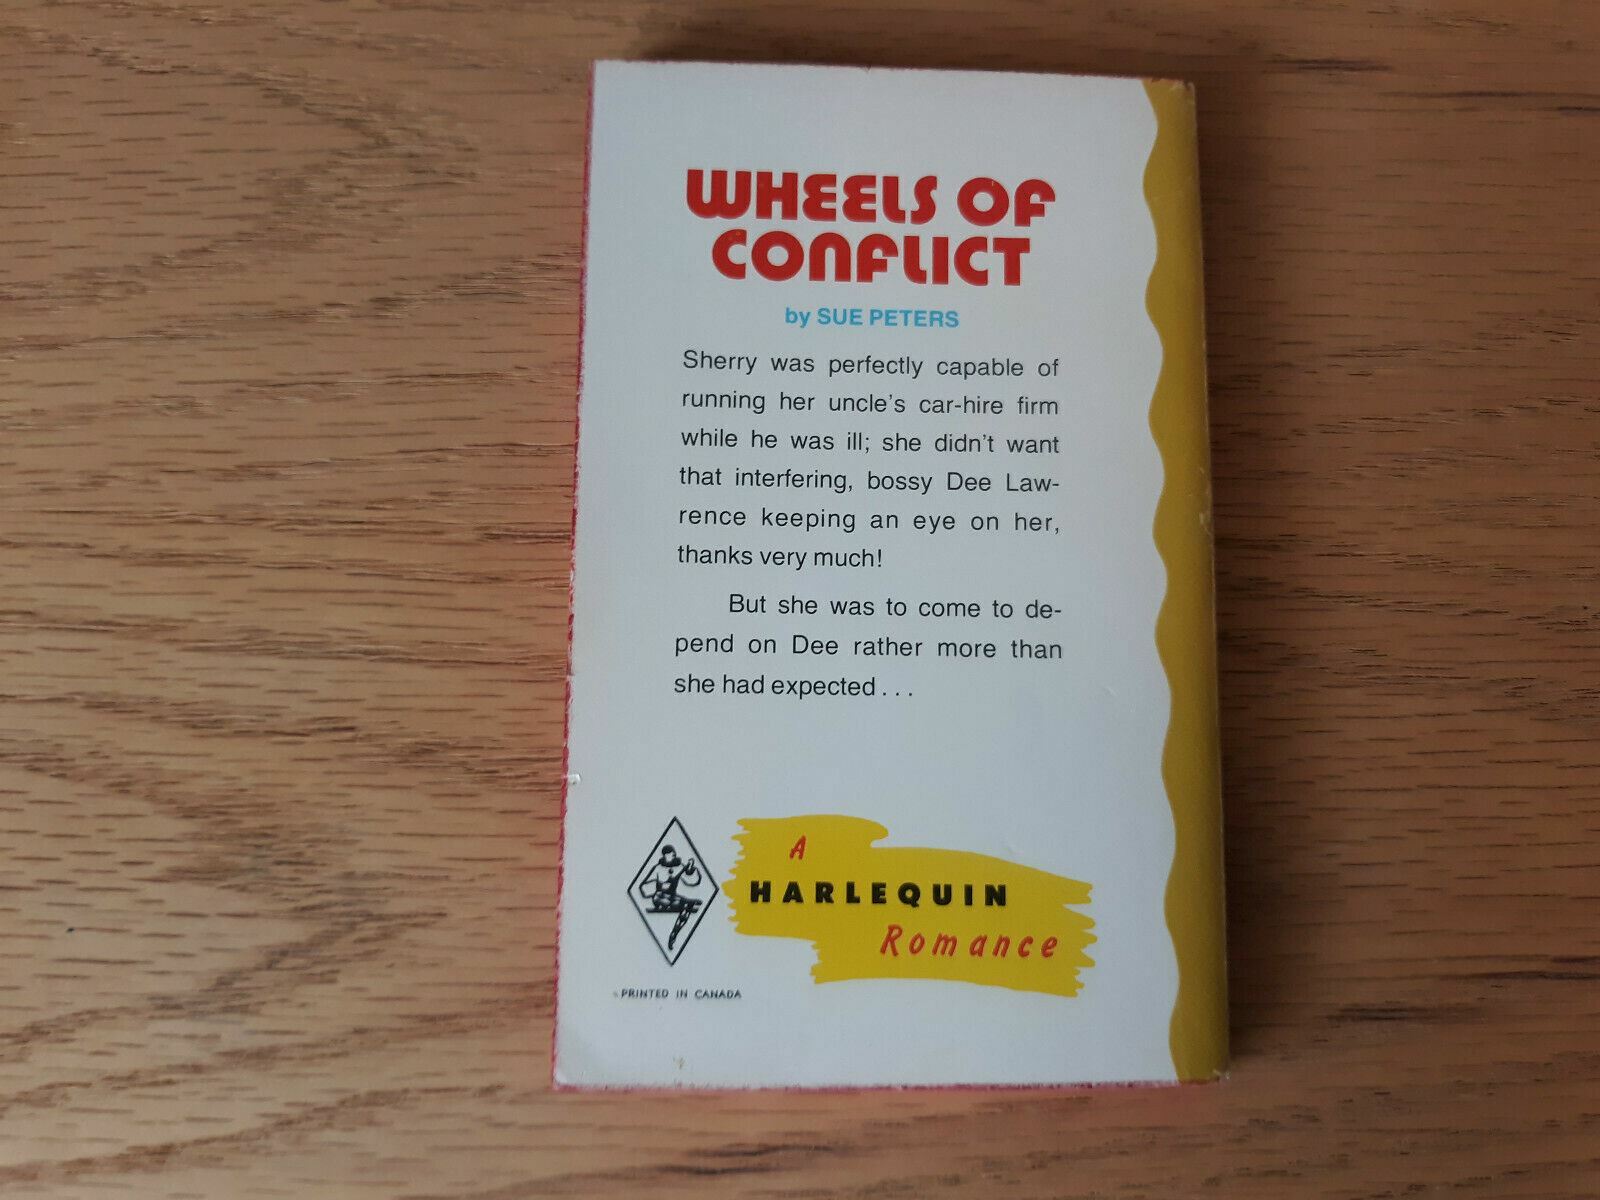 WHEELS OF
CONFLICT
by SUE PETERS
Sherry was perfectly capable of
running her uncle's car-hire firm
while he was ill; she didn't want
that interfering, bossy Dee Law-
rence keeping an eye on her,
thanks very much!
But she was to come to de-
pend on Dee rather more than
she had expected . . .
A
HARLEQUIN
Romance
PRINTED IN CANADA